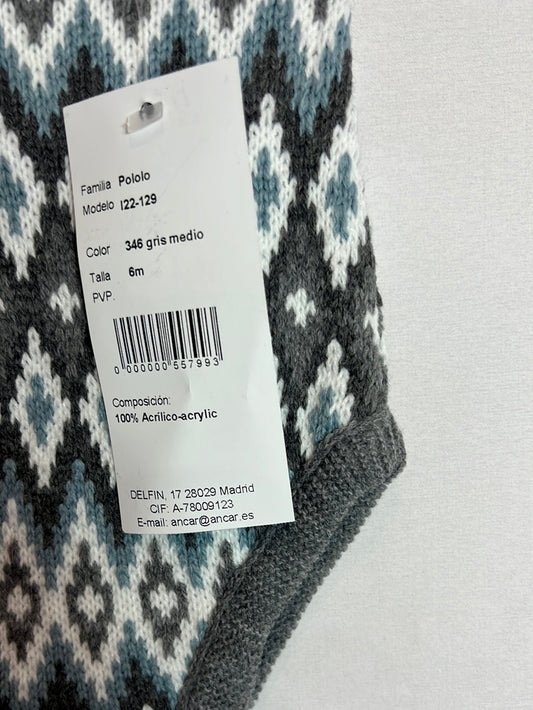 Familia Pololo
Modelo I22-129
Color 346 gris medio
Talla 6m
PVP.
0 000000 557993
Composición:
100% Acrílico-acrylic
DELFIN, 17 28029 Madrid
CIF: A-78009123
E-mail: ancar@ancar.es